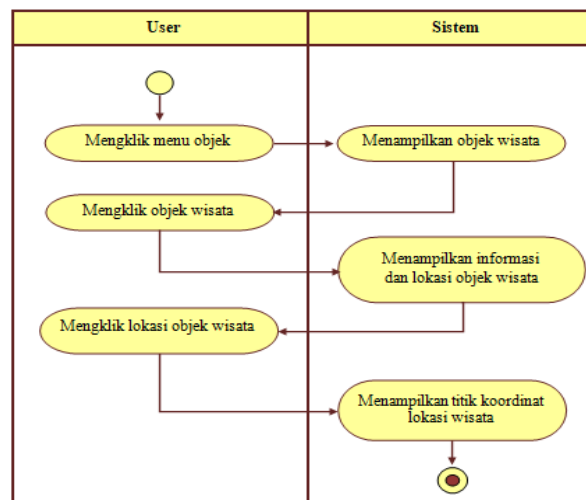 User
Sistem
Mengklik menu objek
Menampilkan objek wisata
Mengklik objek wisata
Menampilkan informasi
dan lokasi objek wisata
Mengklik lokasi objek wisata
Menampilkan titik koordinat
lokasi wisata